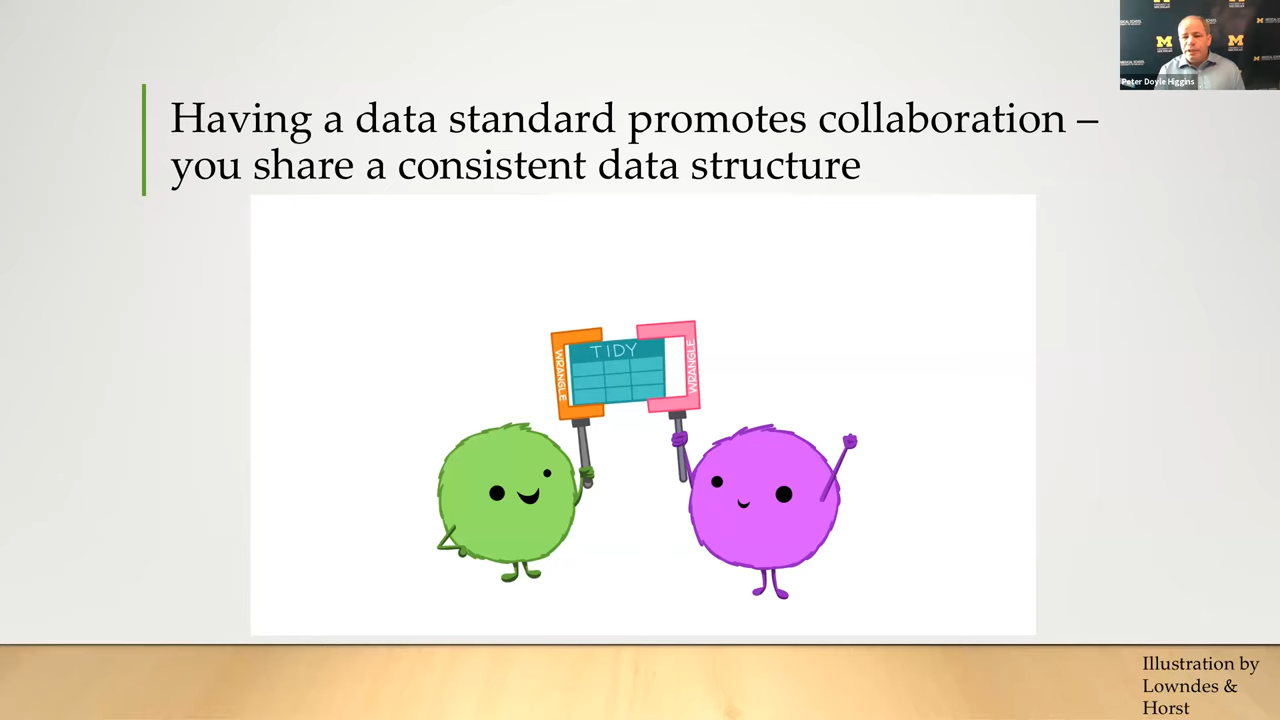 Having a data standard promotes collaboration –
you share a consistent data structure
TIDY
WRANGLE
WRANGLE
Peter Doyle Higgins
M
M
Illustration by
Lowndes &
Horst